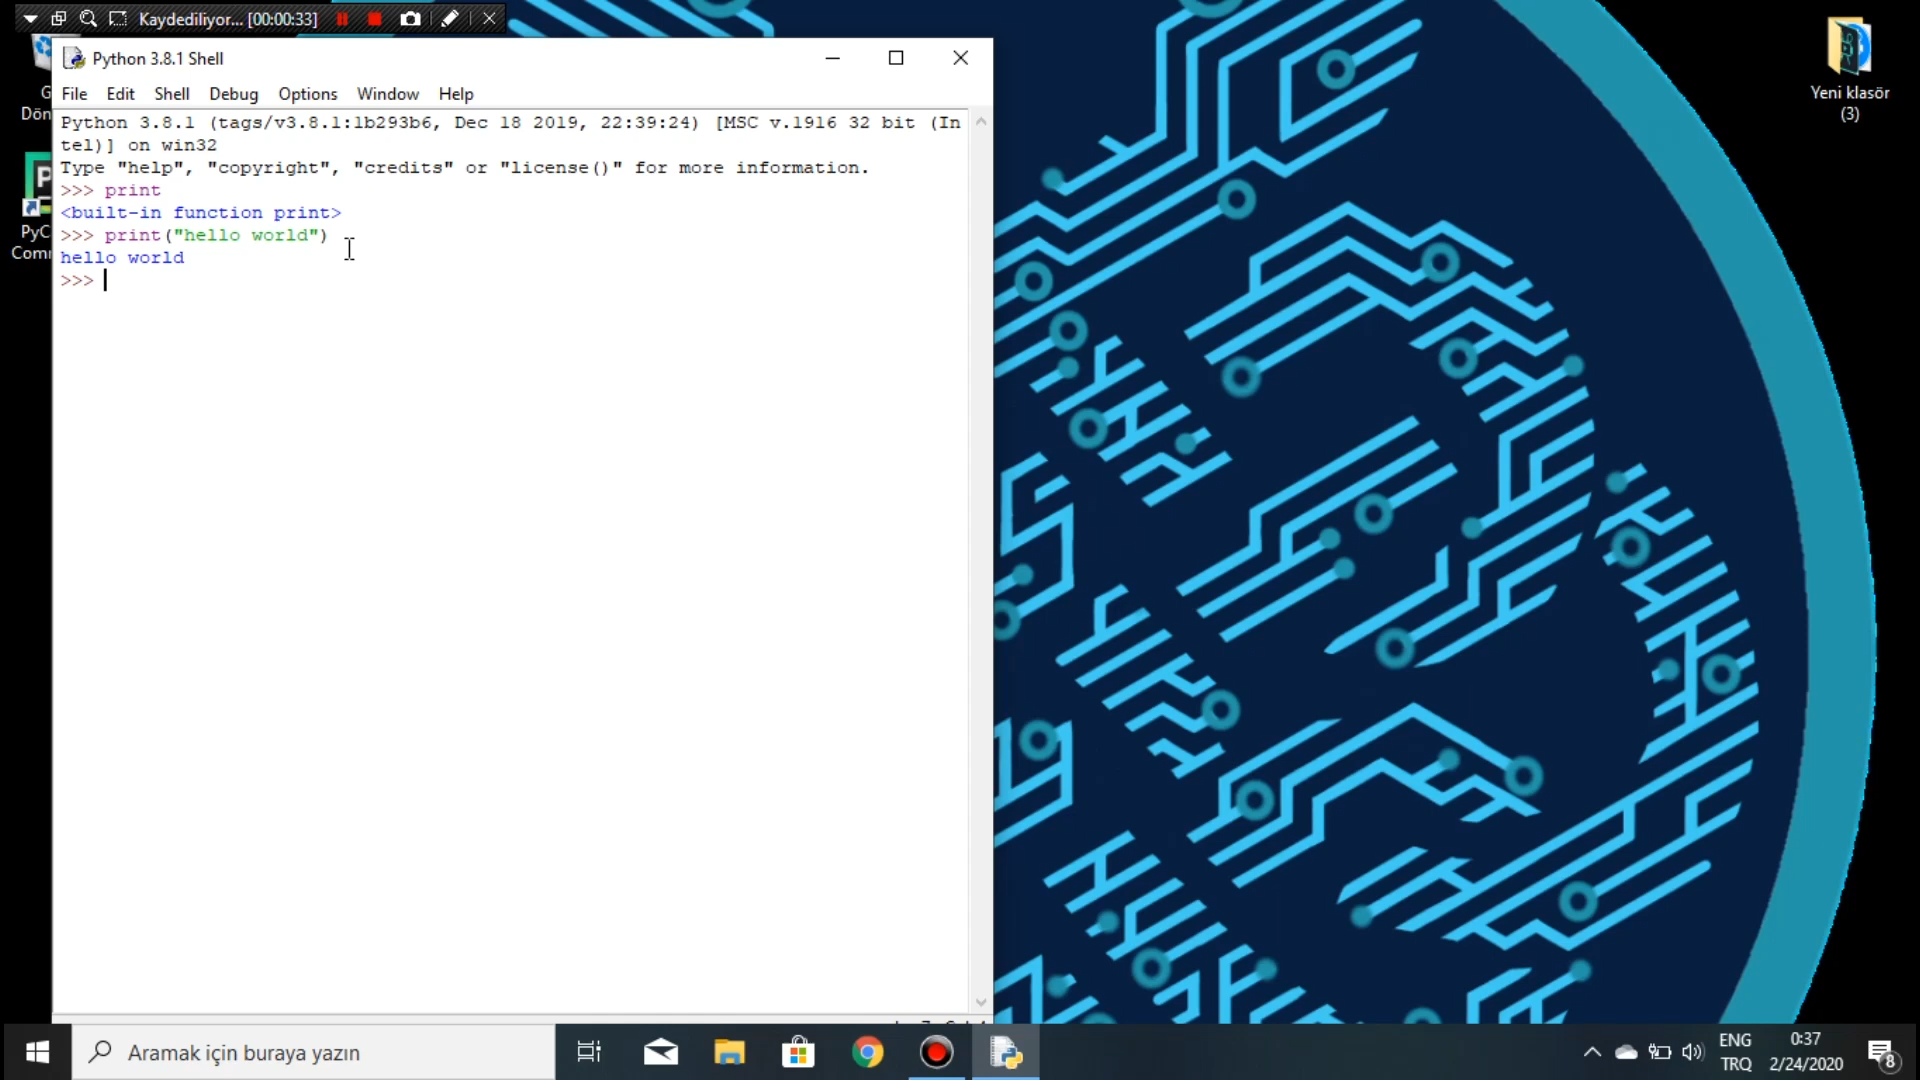 Kaydediliyor... [00:00:33]
Python 3.8.1 Shell
File Edit Shell Debug Options Window Help
Python 3.8.1 (tags/v3.8.1:1b293b6, Dec 18 2019, 22:39:24) [MSC v.1916 32 bit (In
tel)] on win32
Type "help", "copyright", "credits" or "license()" for more information.
>>> print
<built-in function print>
>>> print("hello world")
hello world
>>>
Yeni klasör
(3)
Aramak için buraya yazın
ENG
TRQ
0:37
2/24/2020
8